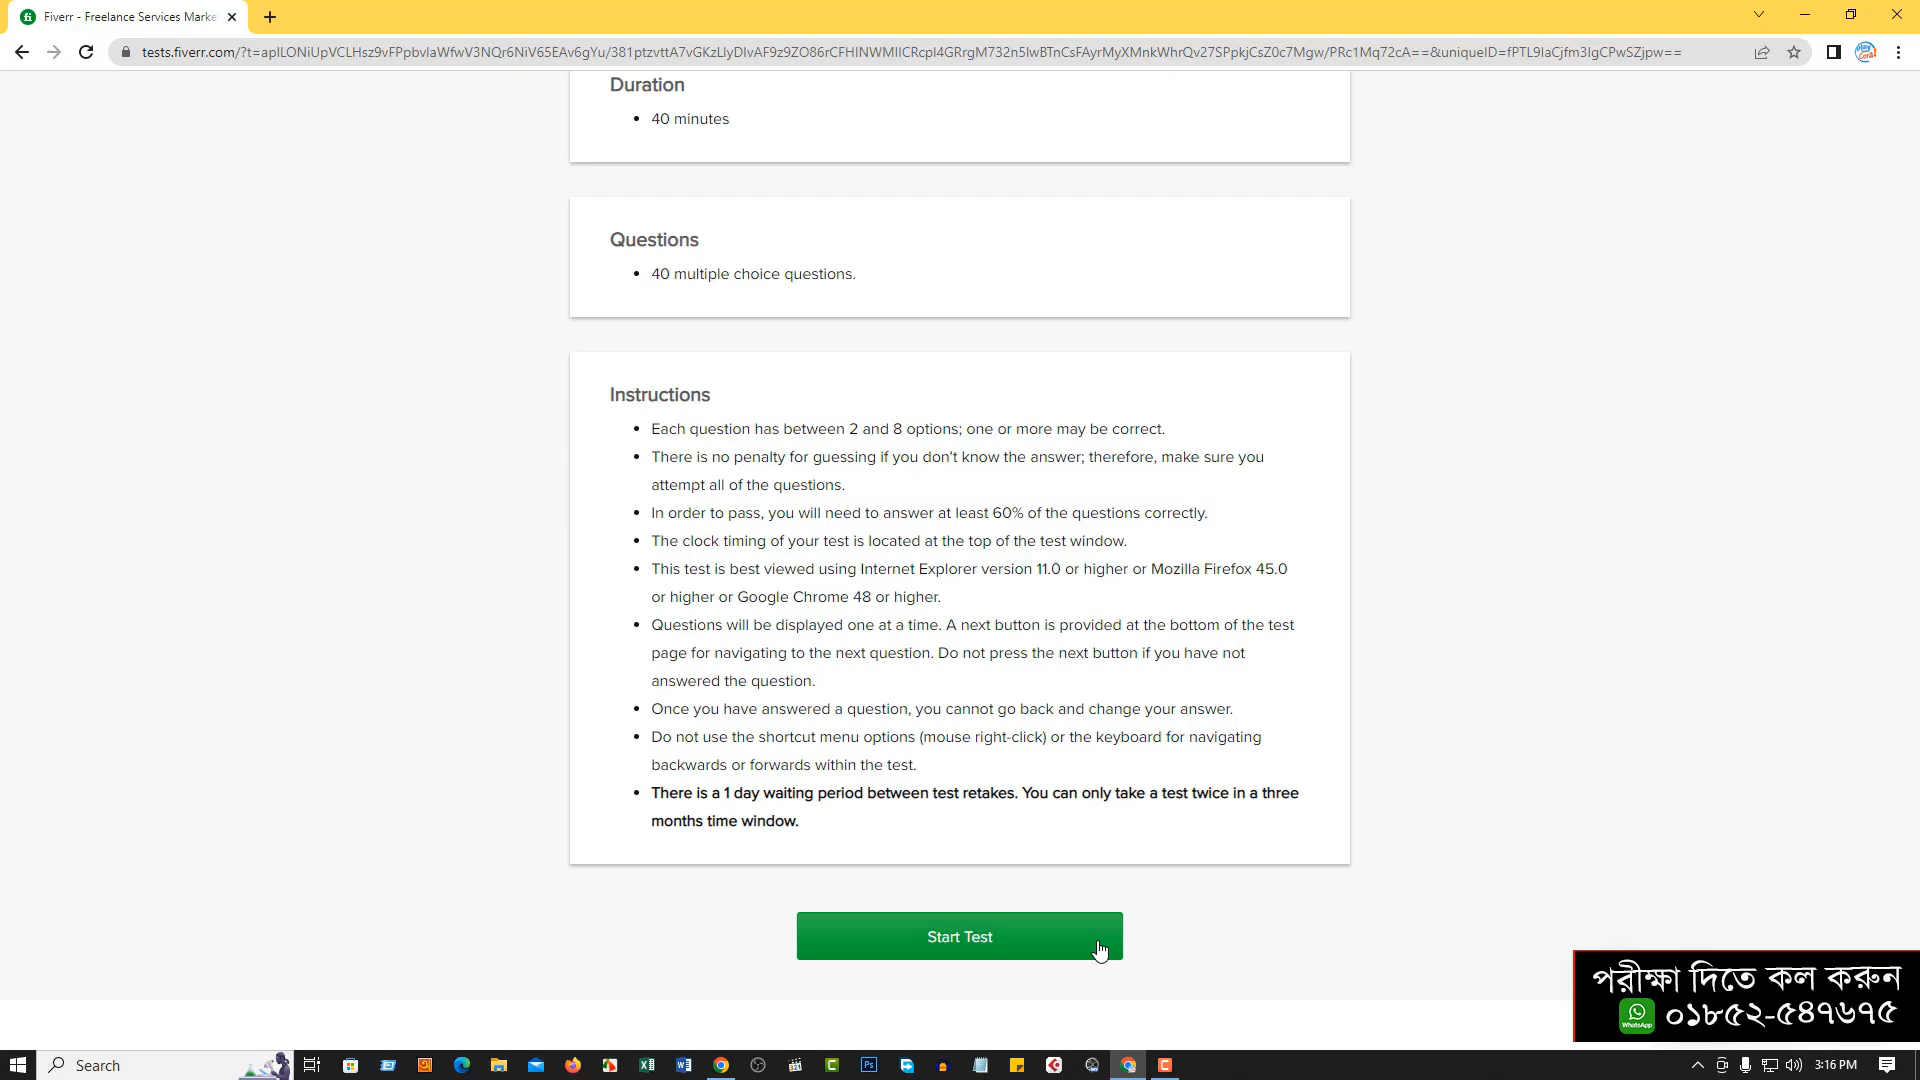 Fiverr - Freelance Services Marke
tests.fiverr.com/?t=apILONiUpVCLHsz9vFPpbvIaWfwV3NQr6NiV65EAv6gYu/381ptzvttA7vGKzLlyDIvAF9z9ZO86rCFHINWMIICRcpI4GRrgM732n5IwBTnCsFAyrMyXMnkWhrQv27SPpkjCsZ0c7Mgw/PRc1Mq72cA==&uniqueID=fPTL9IaCjfm3IgCPwSZjpw==
Duration
• 40 minutes
Questions
• 40 multiple choice questions.
Instructions
• Each question has between 2 and 8 options; one or more may be correct.
• There is no penalty for guessing if you don't know the answer; therefore, make sure you
attempt all of the questions.
• In order to pass, you will need to answer at least 60% of the questions correctly.
• The clock timing of your test is located at the top of the test window.
• This test is best viewed using Internet Explorer version 11.0 or higher or Mozilla Firefox 45.0
or higher or Google Chrome 48 or higher.
• Questions will be displayed one at a time. A next button is provided at the bottom of the test
page for navigating to the next question. Do not press the next button if you have not
answered the question.
• Once you have answered a question, you cannot go back and change your answer.
• Do not use the shortcut menu options (mouse right-click) or the keyboard for navigating
backwards or forwards within the test.
• There is a 1 day waiting period between test retakes. You can only take a test twice in a three
months time window.
Start Test
পরীক্ষা দিতে কল করুন
WhatsApp ০১৮৫২-৫৪৭৬৭৫
Search
3:16 PM